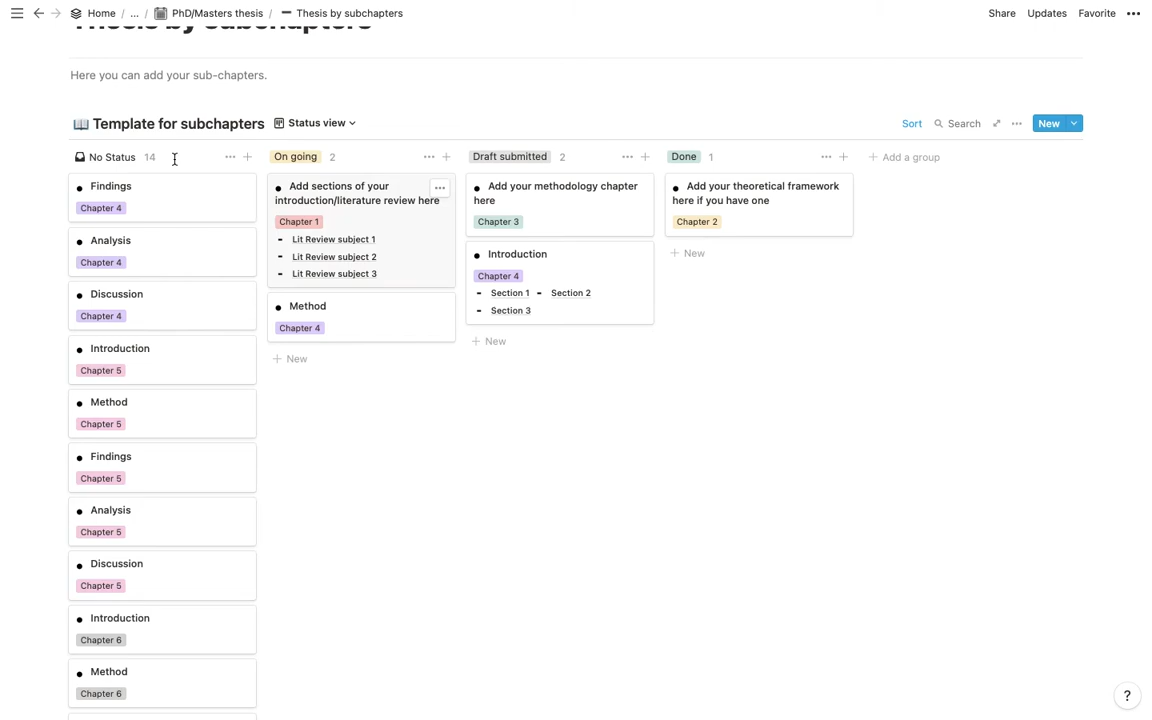 Home / ... / PhD/Masters thesis / Thesis by subchapters
Share Updates Favorite
Thesis by subchapters
Here you can add your sub-chapters.
Template for subchapters Status view
Sort Search New
No Status 14
Findings
Chapter 4
Analysis
Chapter 4
Discussion
Chapter 4
Introduction
Chapter 5
Method
Chapter 5
Findings
Chapter 5
Analysis
Chapter 5
Discussion
Chapter 5
Introduction
Chapter 6
Method
Chapter 6
On going 2
Add sections of your
introduction/literature review here
Chapter 1
- Lit Review subject 1
- Lit Review subject 2
- Lit Review subject 3
Method
Chapter 4
+ New
Draft submitted 2
Add your methodology chapter
here
Chapter 3
Introduction
Chapter 4
- Section 1 - Section 2
- Section 3
+ New
Done 1
Add your theoretical framework
here if you have one
Chapter 2
+ New
+ Add a group
?